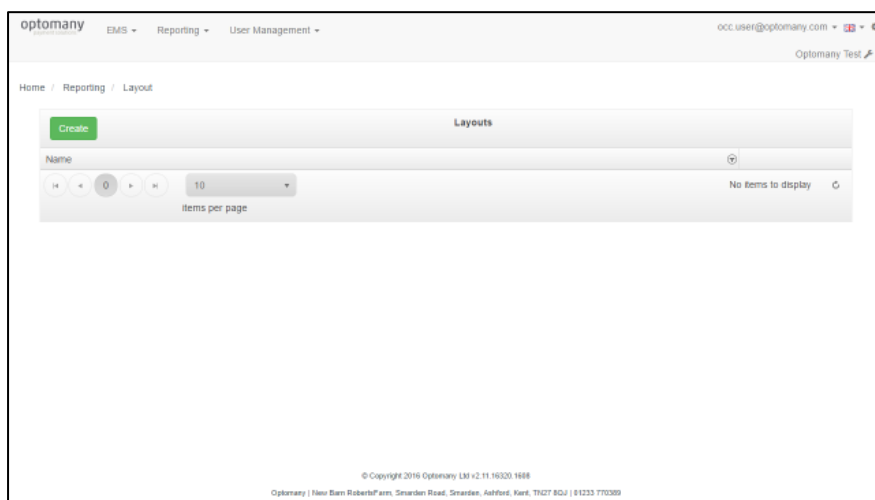 optomany
EMS Reporting User Management occ.user@optomany.com
Optomany Test
Home / Reporting / Layout
Create Layouts
Name
0 10 No items to display
items per page
© Copyright 2016 Optomany Ltd v2.11.16320.1608
Optomany | New Barn Roberts Farm, Smarden Road, Smarden, Ashford, Kent, TN27 8QJ | 01233 770389